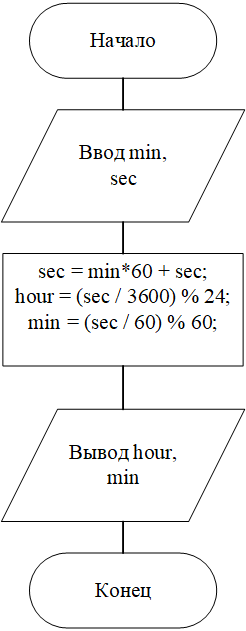 Начало
Ввод min,
sec
sec = min*60 + sec;
hour = (sec / 3600) % 24;
min = (sec / 60) % 60;
Вывод hour,
min
Конец